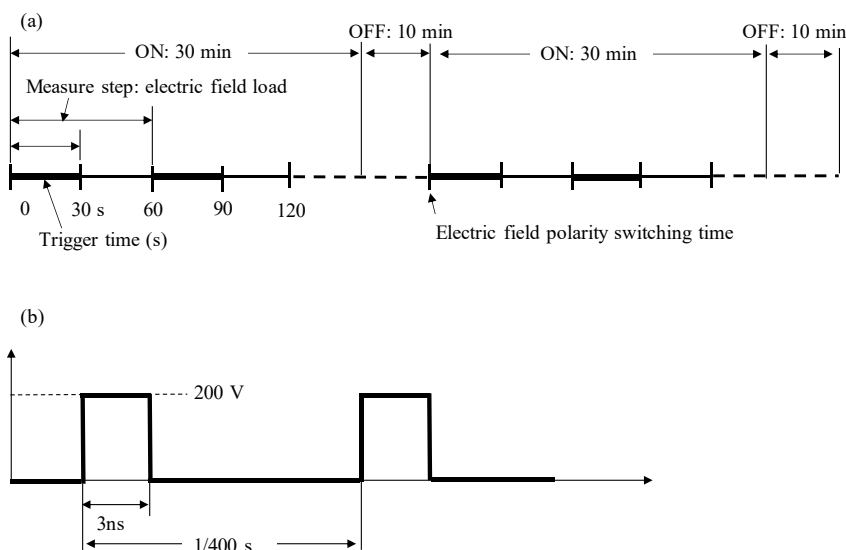 (a)
OFF: 10 min
OFF: 10 min
ON: 30 min
ON: 30 min
Measure step: electric field load
0
30 s
60
90
120
Trigger time (s)
Electric field polarity switching time
(b)
200 V
3ns
1/400 s